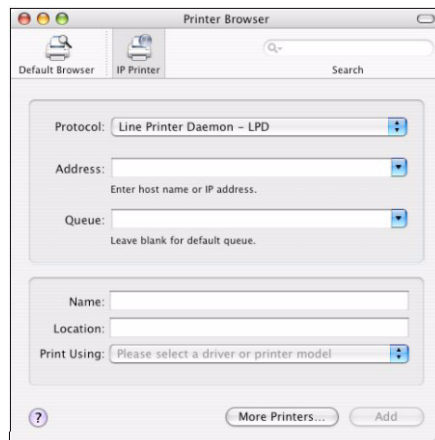 Printer Browser
Default Browser
IP Printer
Search
Protocol: Line Printer Daemon – LPD
Address:
Enter host name or IP address.
Queue:
Leave blank for default queue.
Name:
Location:
Print Using: Please select a driver or printer model
?
More Printers...
Add